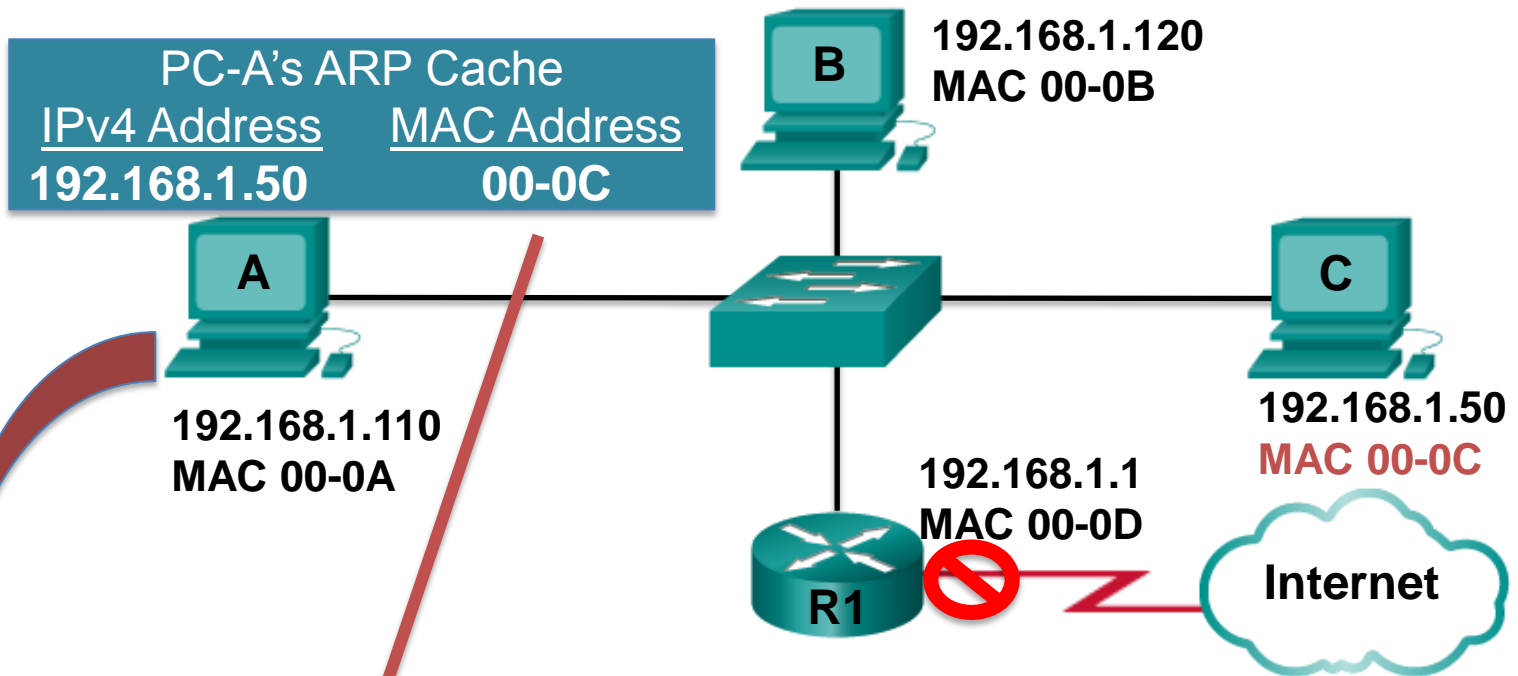 PC-A’s ARP Cache
IPv4 Address MAC Address
192.168.1.50 00-0C
B
192.168.1.120
MAC 00-0B
A
192.168.1.110
MAC 00-0A
C
192.168.1.50
MAC 00-0C
192.168.1.1
MAC 00-0D
R1
Internet